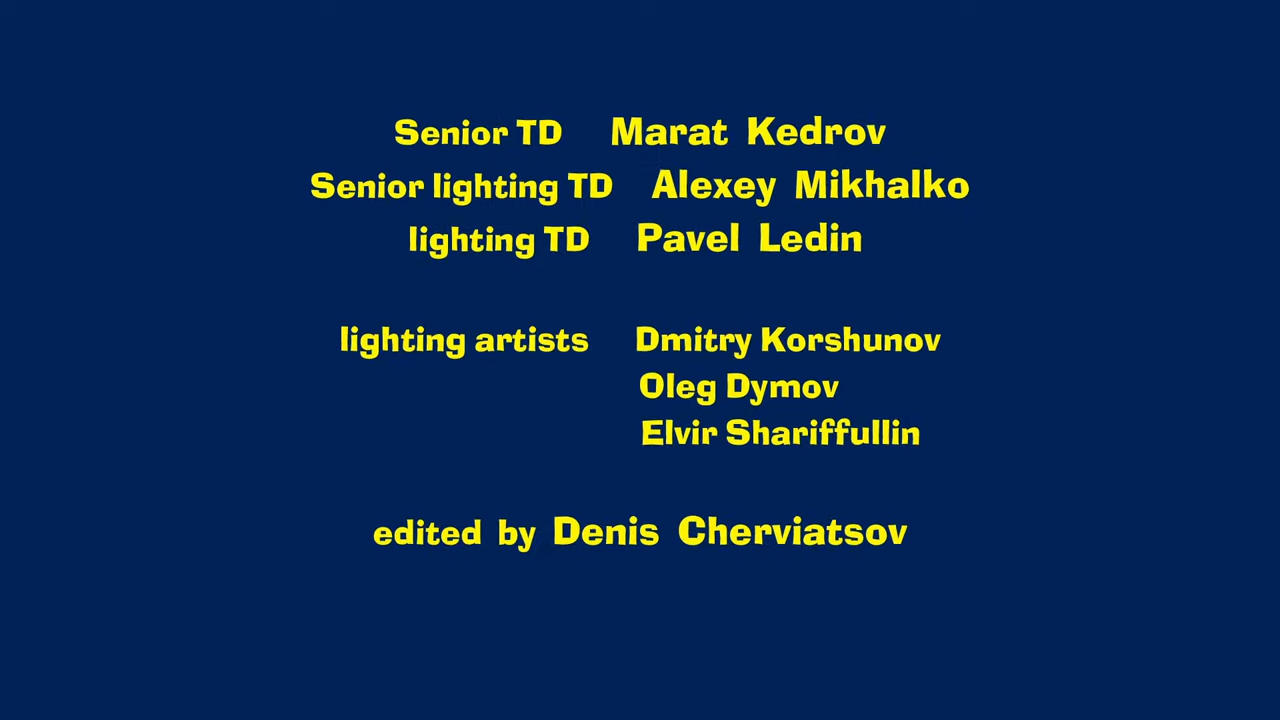 Senior TD Marat Kedrov
Senior lighting TD Alexey Mikhalko
lighting TD Pavel Ledin
lighting artists Dmitry Korshunov
Oleg Dymov
Elvir Shariffullin
edited by Denis Cherviatsov